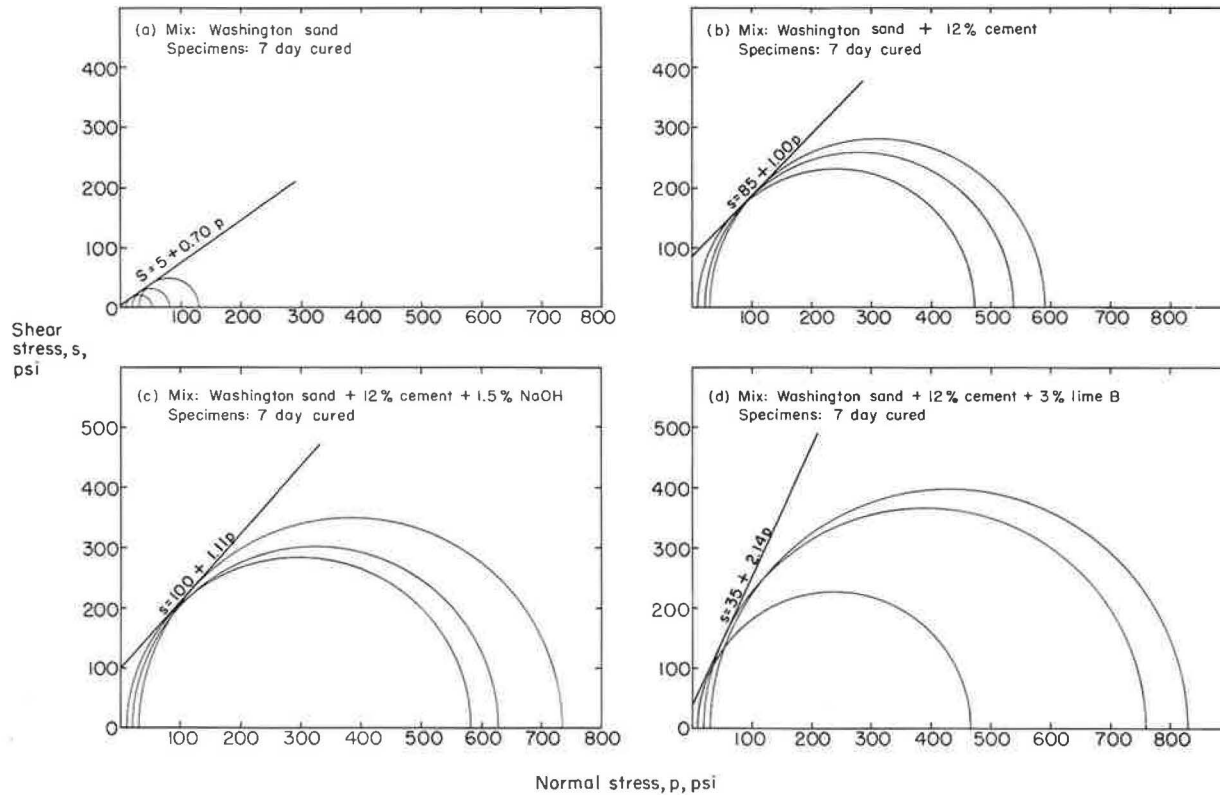 (a) Mix: Washington sand
Specimens: 7 day cured
400
300
200
100
0
S = 5 + 0.70 p
100 200 300 400 500 600 700 800
(b) Mix: Washington sand + 12% cement
Specimens: 7 day cured
400
300
200
100
0
s=85 + 1.00p
100 200 300 400 500 600 700 800
Shear
stress, s,
psi
(c) Mix: Washington sand + 12% cement + 1.5% NaOH
Specimens: 7 day cured
500
400
300
200
100
0
s=100 + 1.11p
100 200 300 400 500 600 700 800
(d) Mix: Washington sand + 12% cement + 3% lime B
Specimens: 7 day cured
500
400
300
200
100
0
s=35 + 2.14p
100 200 300 400 500 600 700 800
Normal stress, p, psi